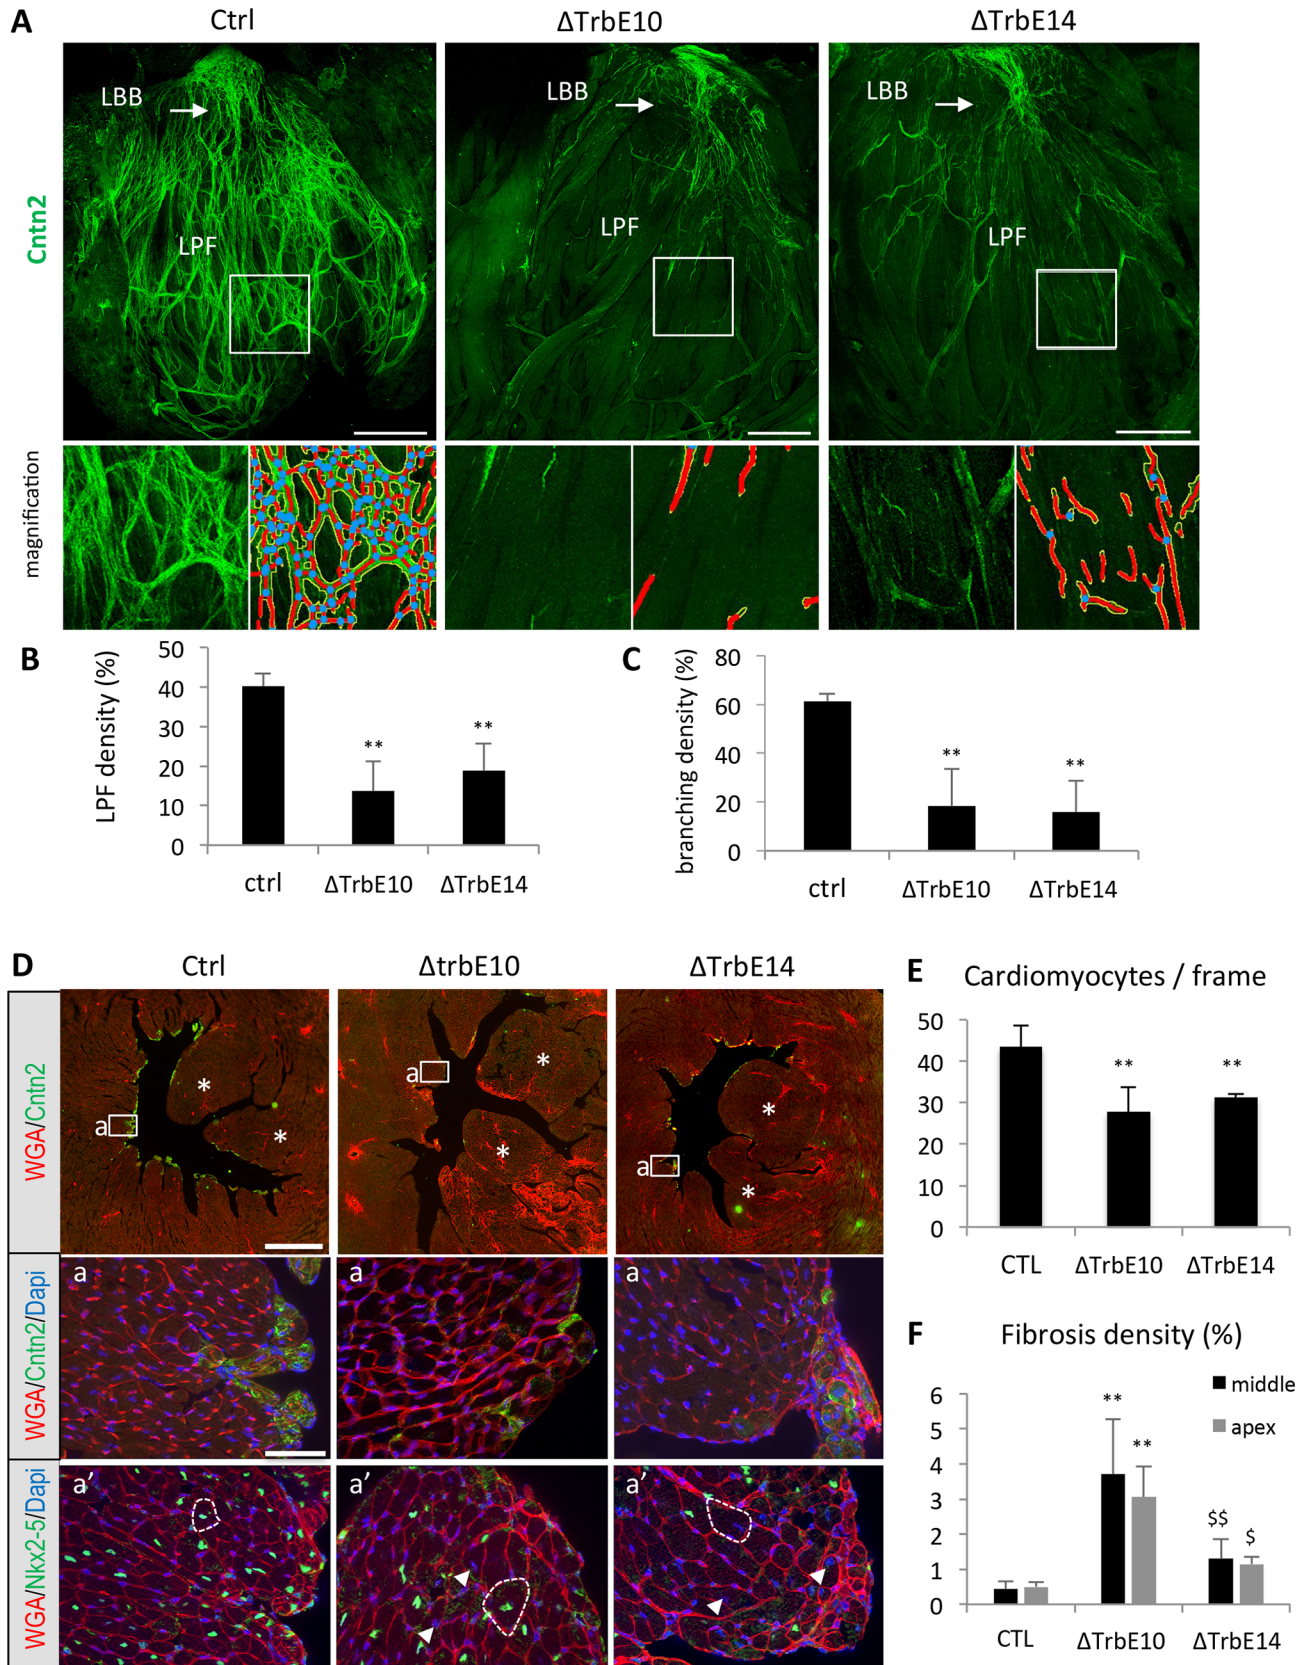 A
Ctrl
ΔTrbE10
ΔTrbE14
Cntn2
LBB
LPF
LBB
LPF
LBB
LPF
magnification
B
LPF density (%)
50
40
30
20
10
0
**
**
ctrl
ΔTrbE10
ΔTrbE14
C
branching density (%)
80
60
40
20
0
**
**
ctrl
ΔTrbE10
ΔTrbE14
D
Ctrl
ΔtrbE10
ΔTrbE14
WGA/Cntn2
a
*
*
a
*
*
a
*
*
WGA/Cntn2/Dapi
a
a
a
WGA/Nkx2-5/Dapi
a'
a'
a'
E
Cardiomyocytes / frame
50
40
30
20
10
0
**
**
CTL
ΔTrbE10
ΔTrbE14
F
Fibrosis density (%)
middle
apex
6
5
4
3
2
1
0
**
**
$$
$
CTL
ΔTrbE10
ΔTrbE14